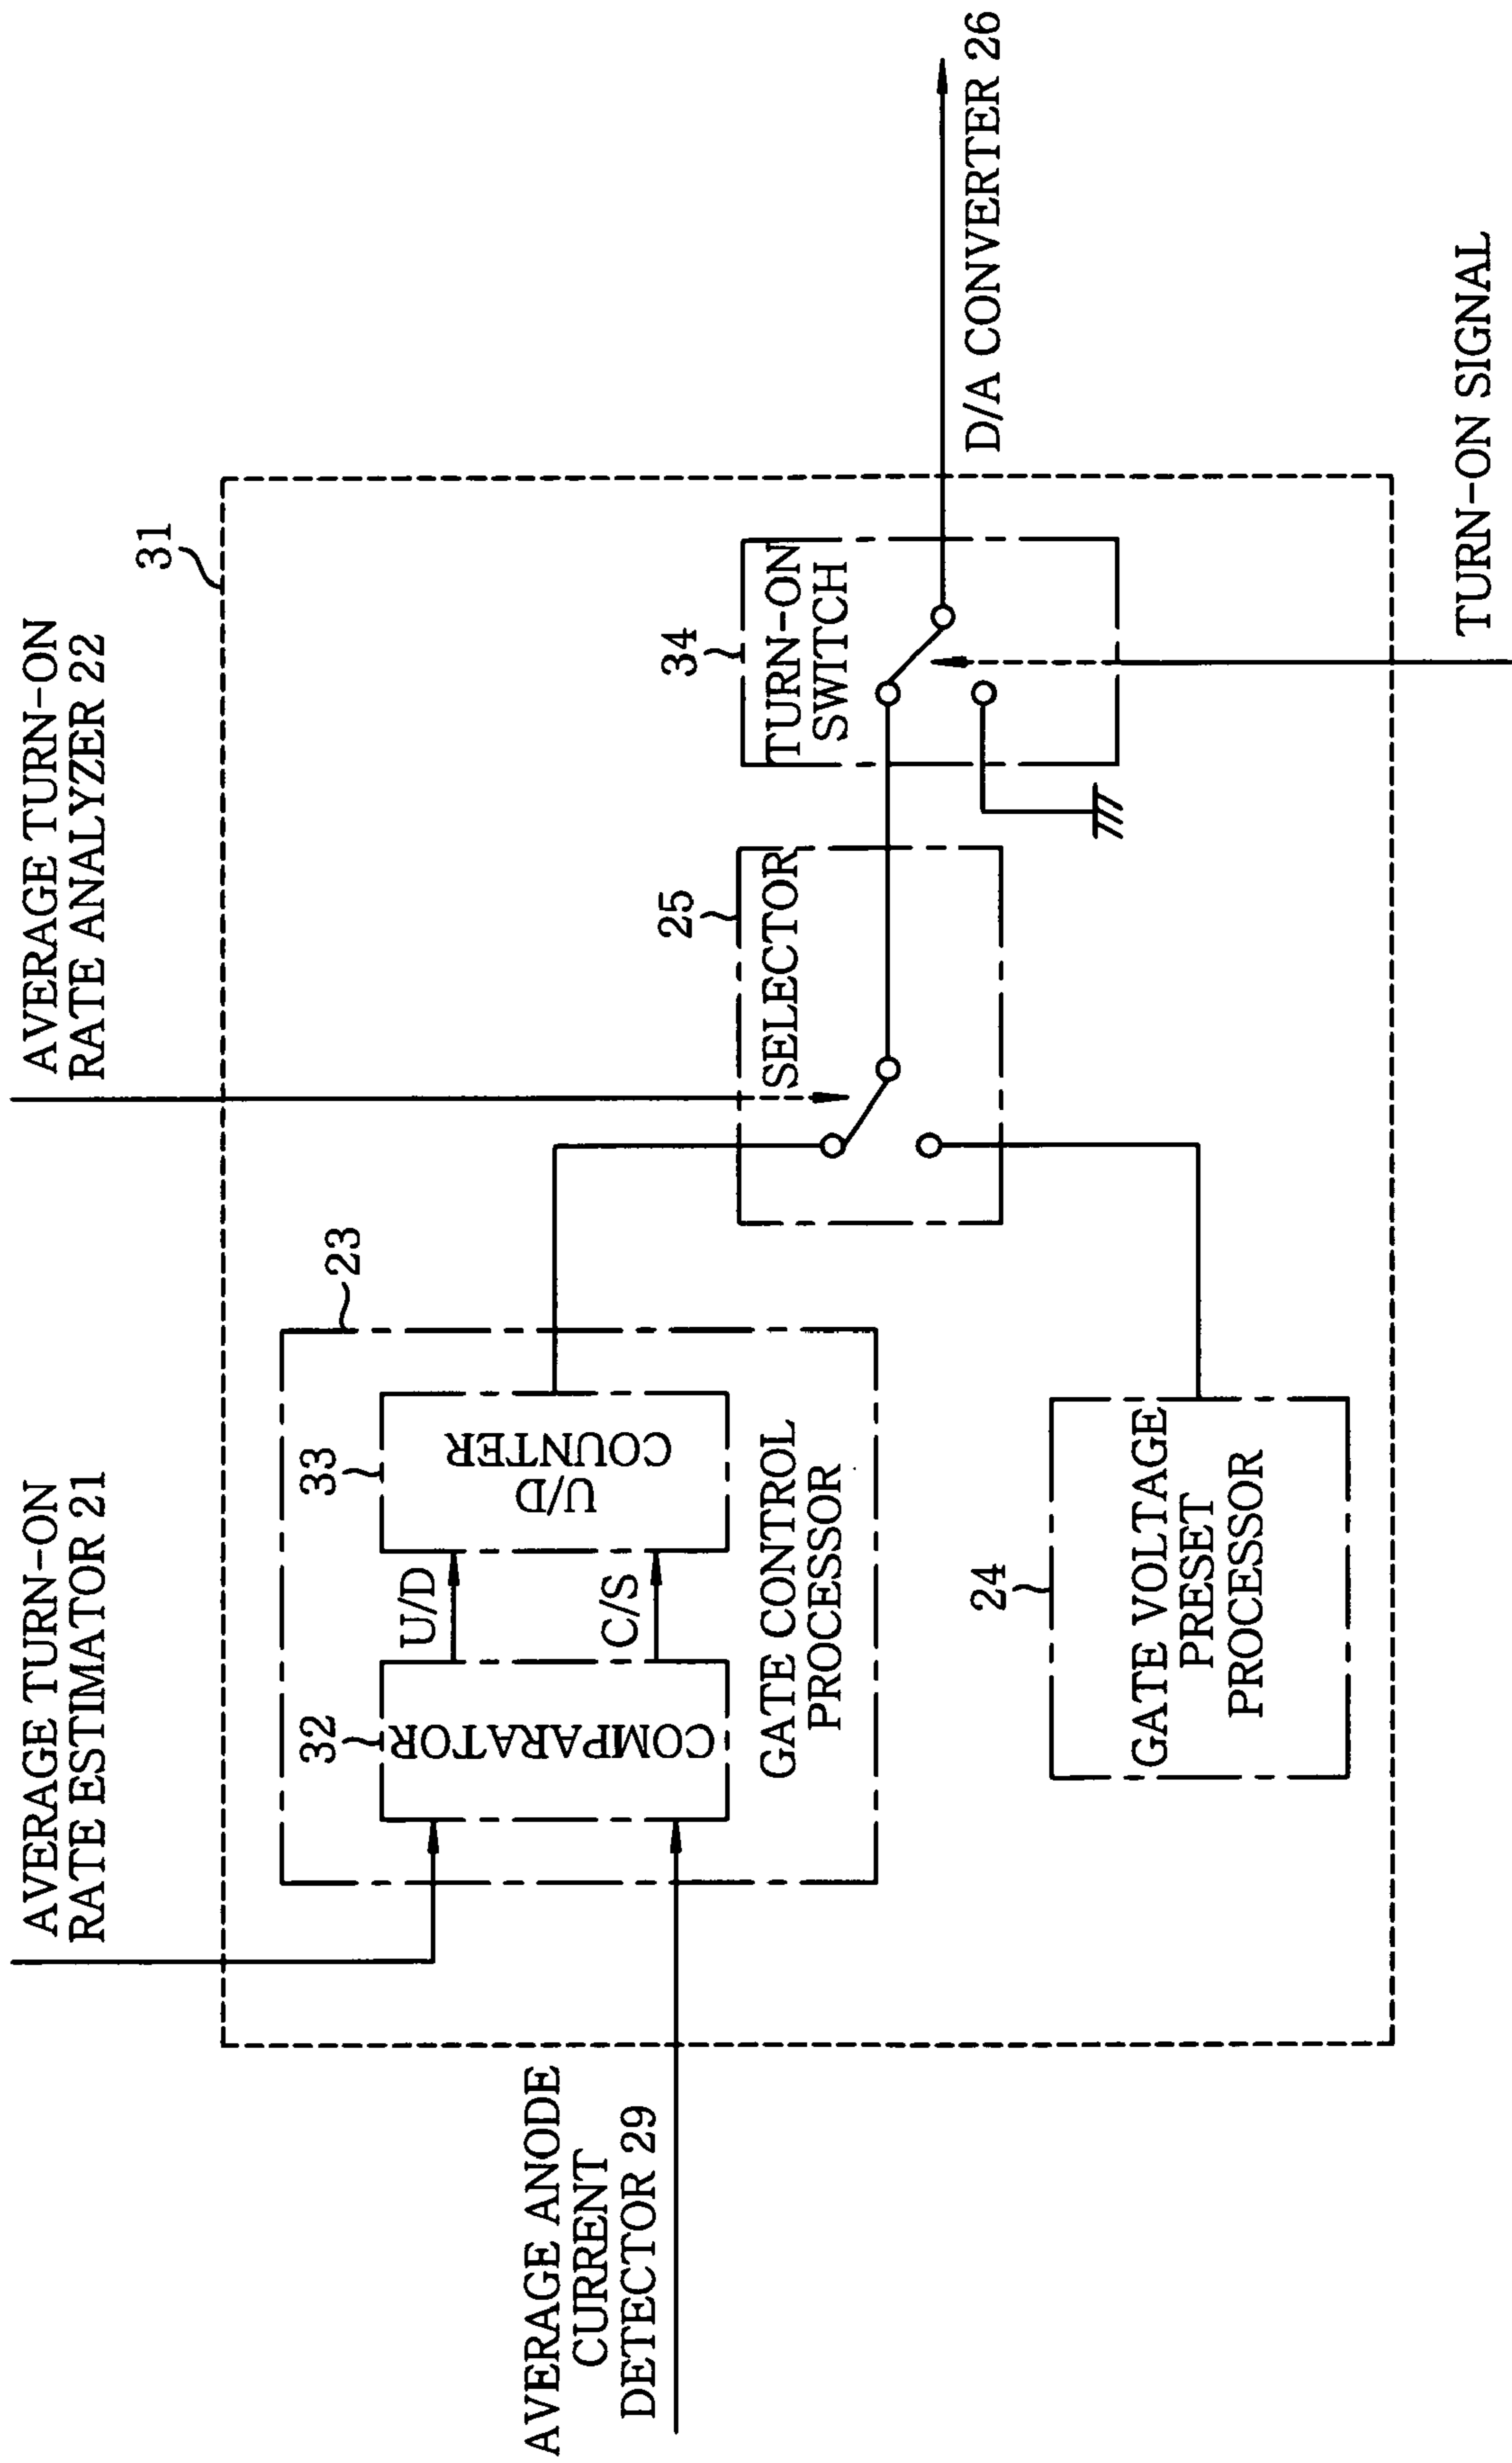 AVERAGE TURN-ON
RATE ESTIMATOR 21
AVERAGE TURN-ON
RATE ANALYZER 22
31
AVERAGE ANODE
CURRENT
DETECTOR 29
23
32
COMPARATOR
U/D
C/S
33
U/D
COUNTER
GATE CONTROL
PROCESSOR
24
GATE VOLTAGE
PRESET
PROCESSOR
25
SELECTOR
34
TURN-ON
SWITCH
D/A CONVERTER 26
TURN-ON SIGNAL